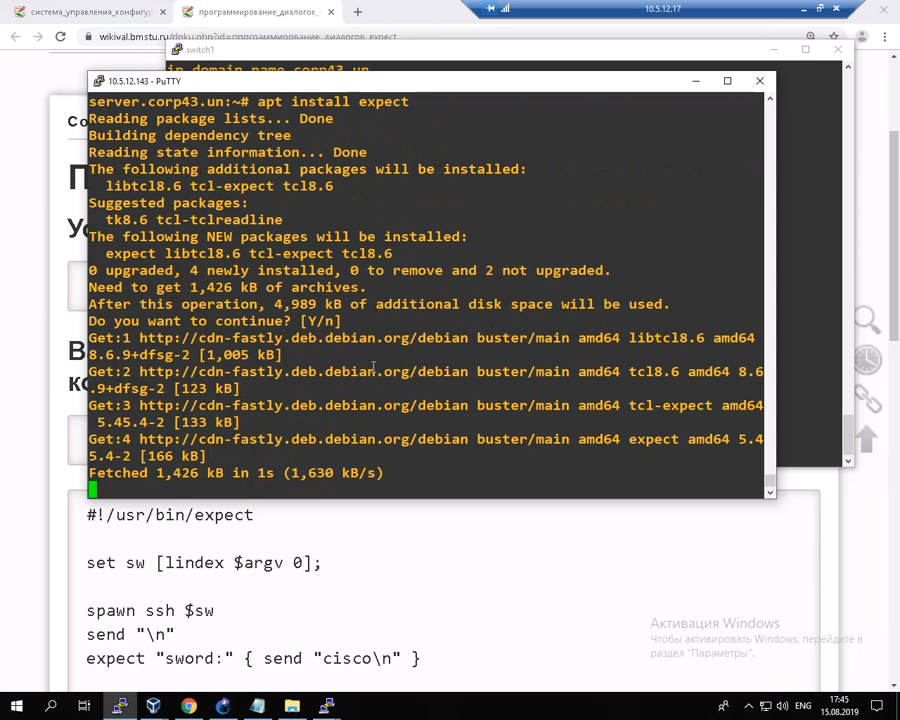 система_управления_конфигур
программирование_диалогов_
10.5.12.17
wikival.bmstu.ru/doku.php?id=программирование_диалогов_expect
switch1
ip domain name corp43.un
10.5.12.143 - PuTTY
server.corp43.un:~# apt install expect
Reading package lists... Done
Building dependency tree
Reading state information... Done
The following additional packages will be installed:
libtcl8.6 tcl-expect tcl8.6
Suggested packages:
tk8.6 tcl-tclreadline
The following NEW packages will be installed:
expect libtcl8.6 tcl-expect tcl8.6
0 upgraded, 4 newly installed, 0 to remove and 2 not upgraded.
Need to get 1,426 kB of archives.
After this operation, 4,989 kB of additional disk space will be used.
Do you want to continue? [Y/n]
Get:1 http://cdn-fastly.deb.debian.org/debian buster/main amd64 libtcl8.6 amd64
8.6.9+dfsg-2 [1,005 kB]
Get:2 http://cdn-fastly.deb.debian.org/debian buster/main amd64 tcl8.6 amd64 8.6
.9+dfsg-2 [123 kB]
Get:3 http://cdn-fastly.deb.debian.org/debian buster/main amd64 tcl-expect amd64
5.45.4-2 [133 kB]
Get:4 http://cdn-fastly.deb.debian.org/debian buster/main amd64 expect amd64 5.4
5.4-2 [166 kB]
Fetched 1,426 kB in 1s (1,630 kB/s)
#!/usr/bin/expect
set sw [lindex $argv 0];
spawn ssh $sw
send "\n"
expect "sword:" { send "cisco\n" }
Активация Windows
Чтобы активировать Windows, перейдите в
раздел "Параметры".
ENG
17:45
15.08.2019